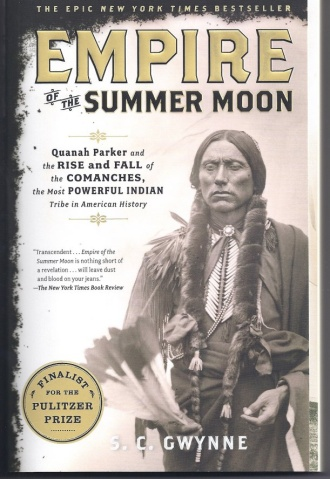 THE EPIC NEW YORK TIMES BESTSELLER
EMPIRE
OF THE SUMMER MOON
Quanah Parker and
the RISE and FALL of
the COMANCHES,
the Most POWERFUL INDIAN
Tribe in American History
"Transcendent . . . Empire of the
Summer Moon is nothing short of
a revelation . . . will leave dust
and blood on your jeans."
—The New York Times Book Review
FINALIST
FOR THE
PULITZER
PRIZE
S. C. GWYNNE